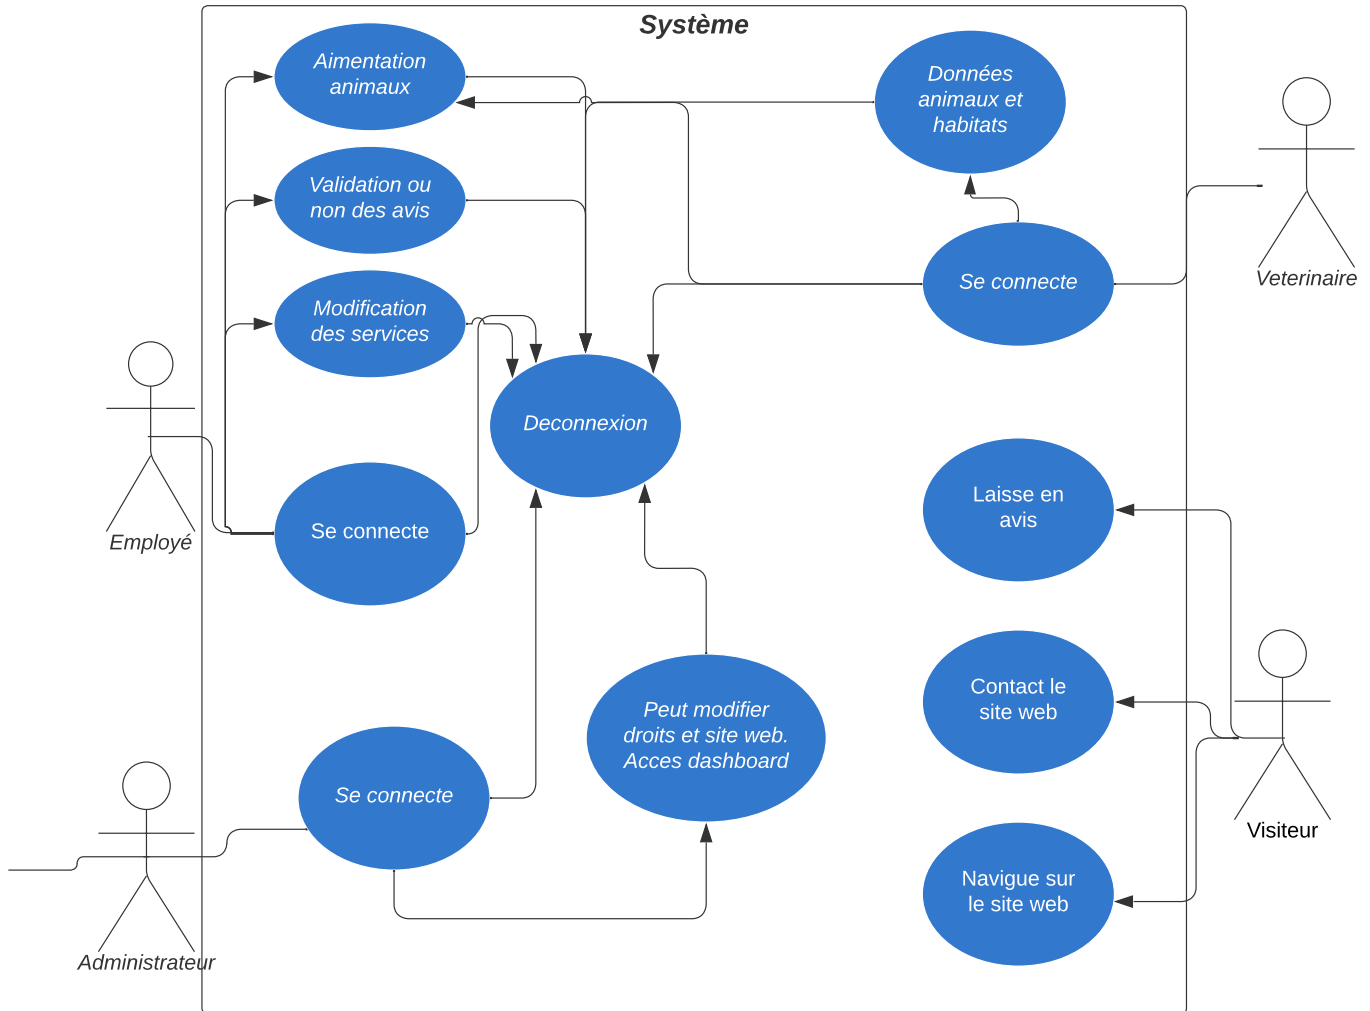 Système
Aimentation
animaux
Données
animaux et
habitats
Validation ou
non des avis
Veterinaire
Se connecte
Modification
des services
Deconnexion
Employé
Se connecte
Laisse en
avis
Contact le
site web
Peut modifier
droits et site web.
Acces dashboard
Se connecte
Visiteur
Navigue sur
le site web
Administrateur